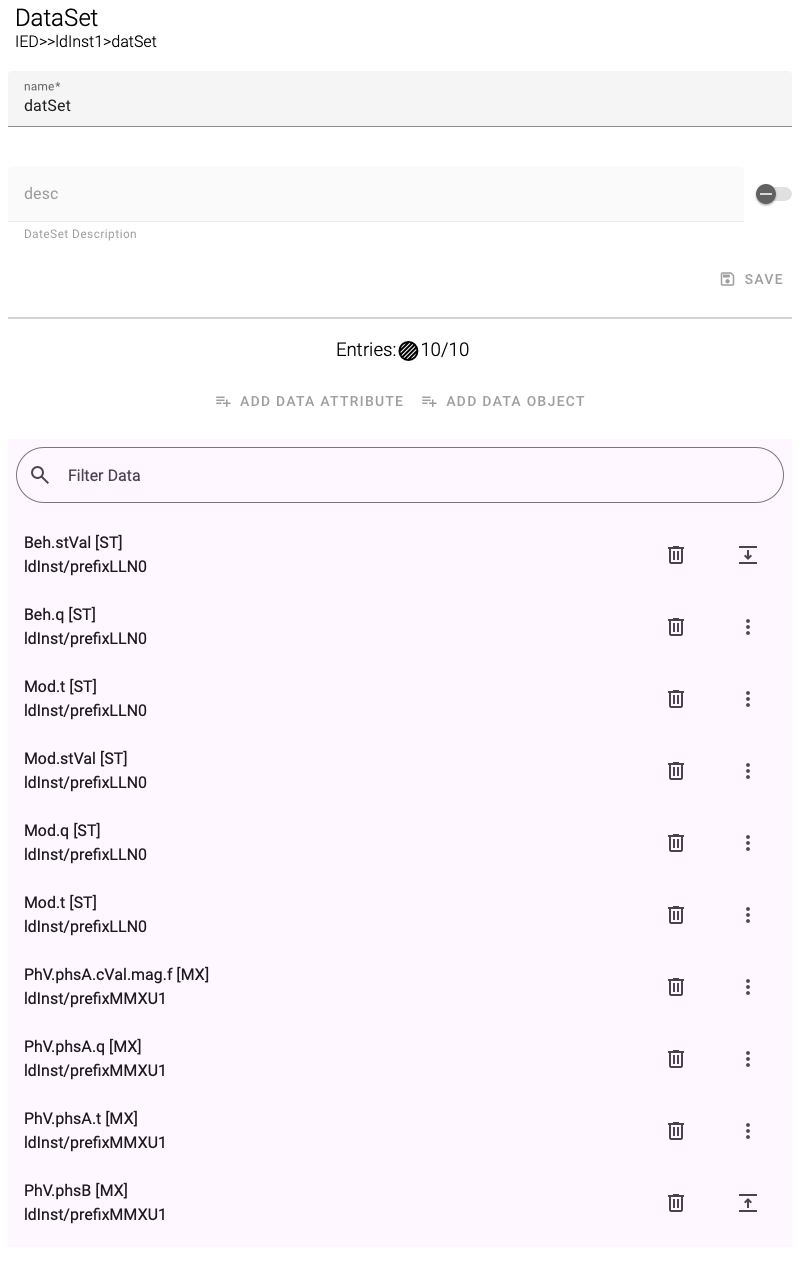 DataSet
IED>>ldInst1>datSet
name*
datSet
desc
DateSet Description
SAVE
Entries: 10/10
ADD DATA ATTRIBUTE ADD DATA OBJECT
Filter Data
Beh.stVal [ST]
ldInst/prefixLLN0
Beh.q [ST]
ldInst/prefixLLN0
Mod.t [ST]
ldInst/prefixLLN0
Mod.stVal [ST]
ldInst/prefixLLN0
Mod.q [ST]
ldInst/prefixLLN0
Mod.t [ST]
ldInst/prefixLLN0
PhV.phsA.cVal.mag.f [MX]
ldInst/prefixMMXU1
PhV.phsA.q [MX]
ldInst/prefixMMXU1
PhV.phsA.t [MX]
ldInst/prefixMMXU1
PhV.phsB [MX]
ldInst/prefixMMXU1